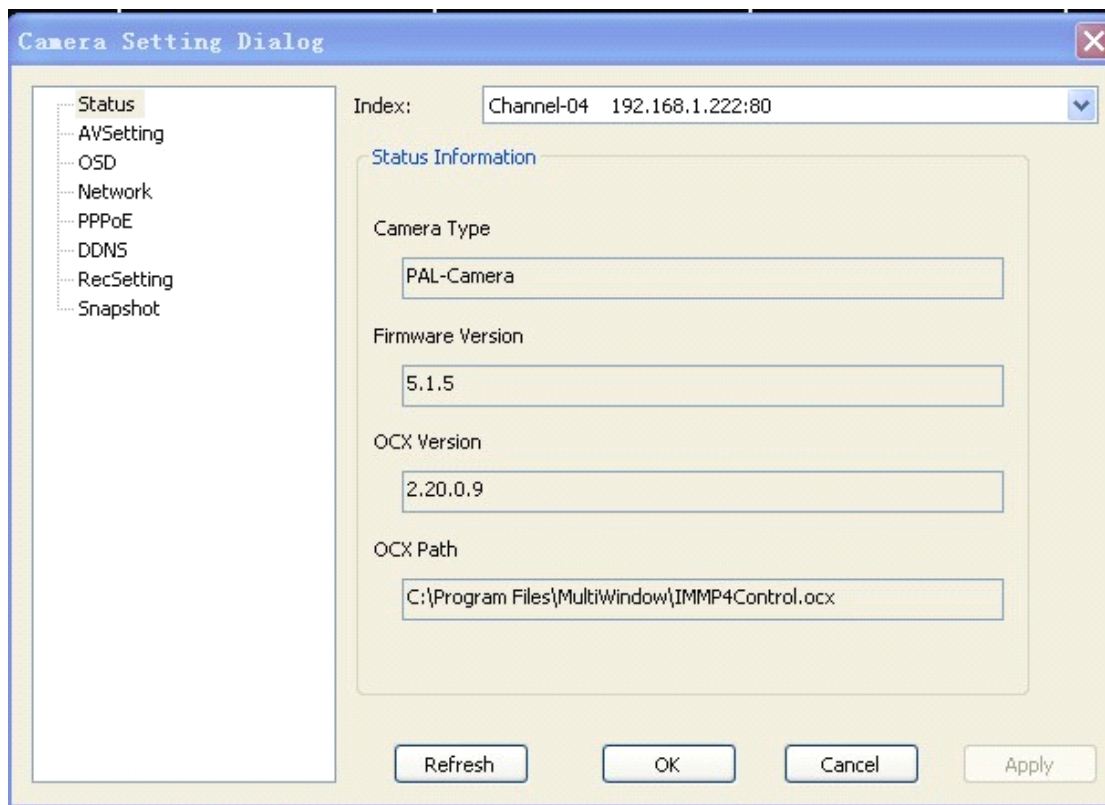 Camera Setting Dialog
Status
AVSetting
OSD
Network
PPPoE
DDNS
RecSetting
Snapshot
Index: Channel-04 192.168.1.222:80
Status Information
Camera Type
PAL-Camera
Firmware Version
5.1.5
OCX Version
2.20.0.9
OCX Path
C:\Program Files\MultiWindow\IMMP4Control.ocx
Refresh OK Cancel Apply